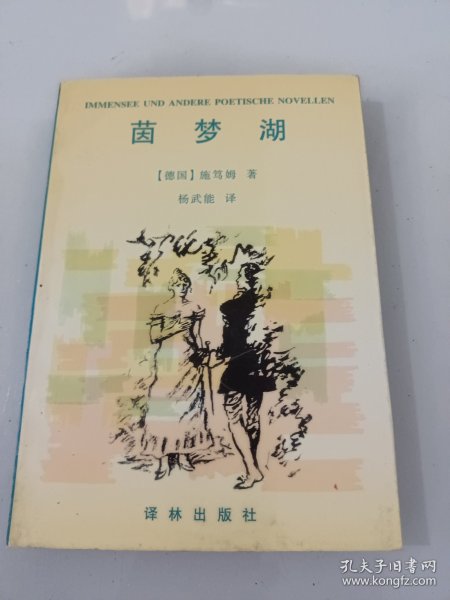 IMMENSEE UND ANDERE POETISCHE NOVELLEN
茵梦湖
【德国】施笃姆 著
杨武能 译
译林出版社
孔夫子旧书网
www.kongfz.com